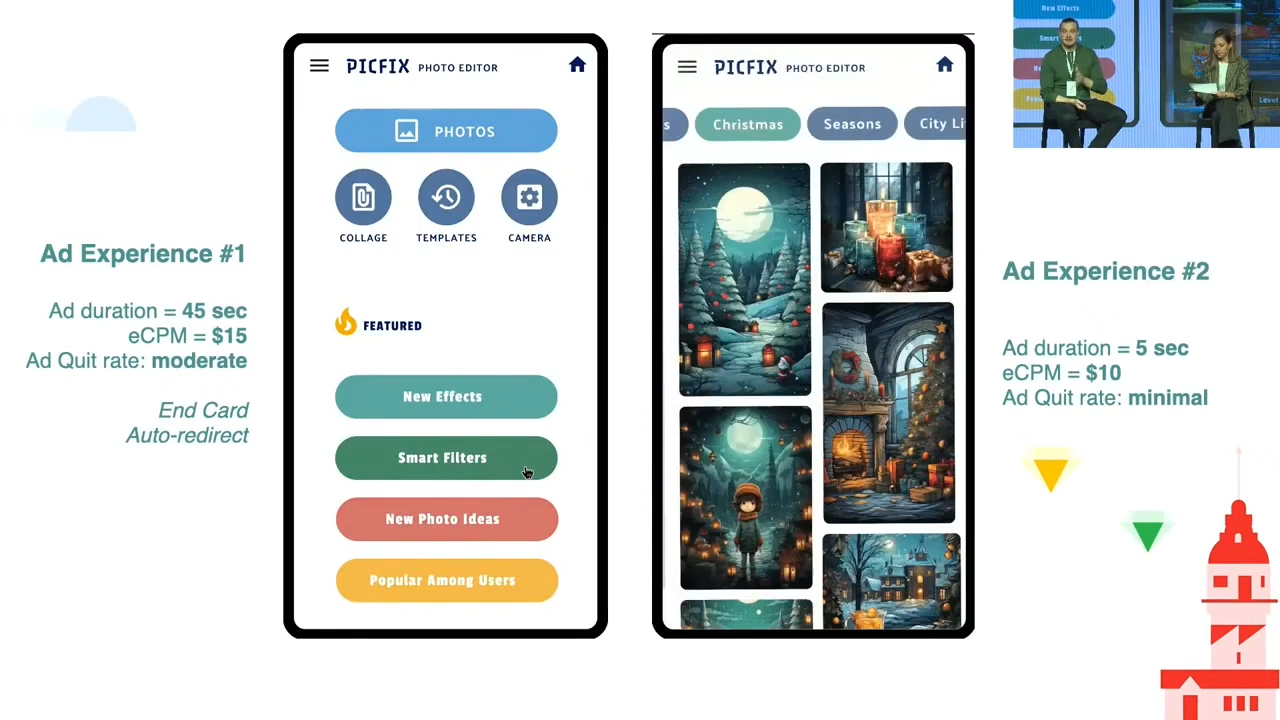 Ad Experience #1
Ad duration = 45 sec
eCPM = $15
Ad Quit rate: moderate
End Card
Auto-redirect
PICFIX PHOTO EDITOR
PHOTOS
COLLAGE
TEMPLATES
CAMERA
FEATURED
New Effects
Smart Filters
New Photo Ideas
Popular Among Users
PICFIX PHOTO EDITOR
s
Christmas
Seasons
City Li
New Effects
Ad Experience #2
Ad duration = 5 sec
eCPM = $10
Ad Quit rate: minimal